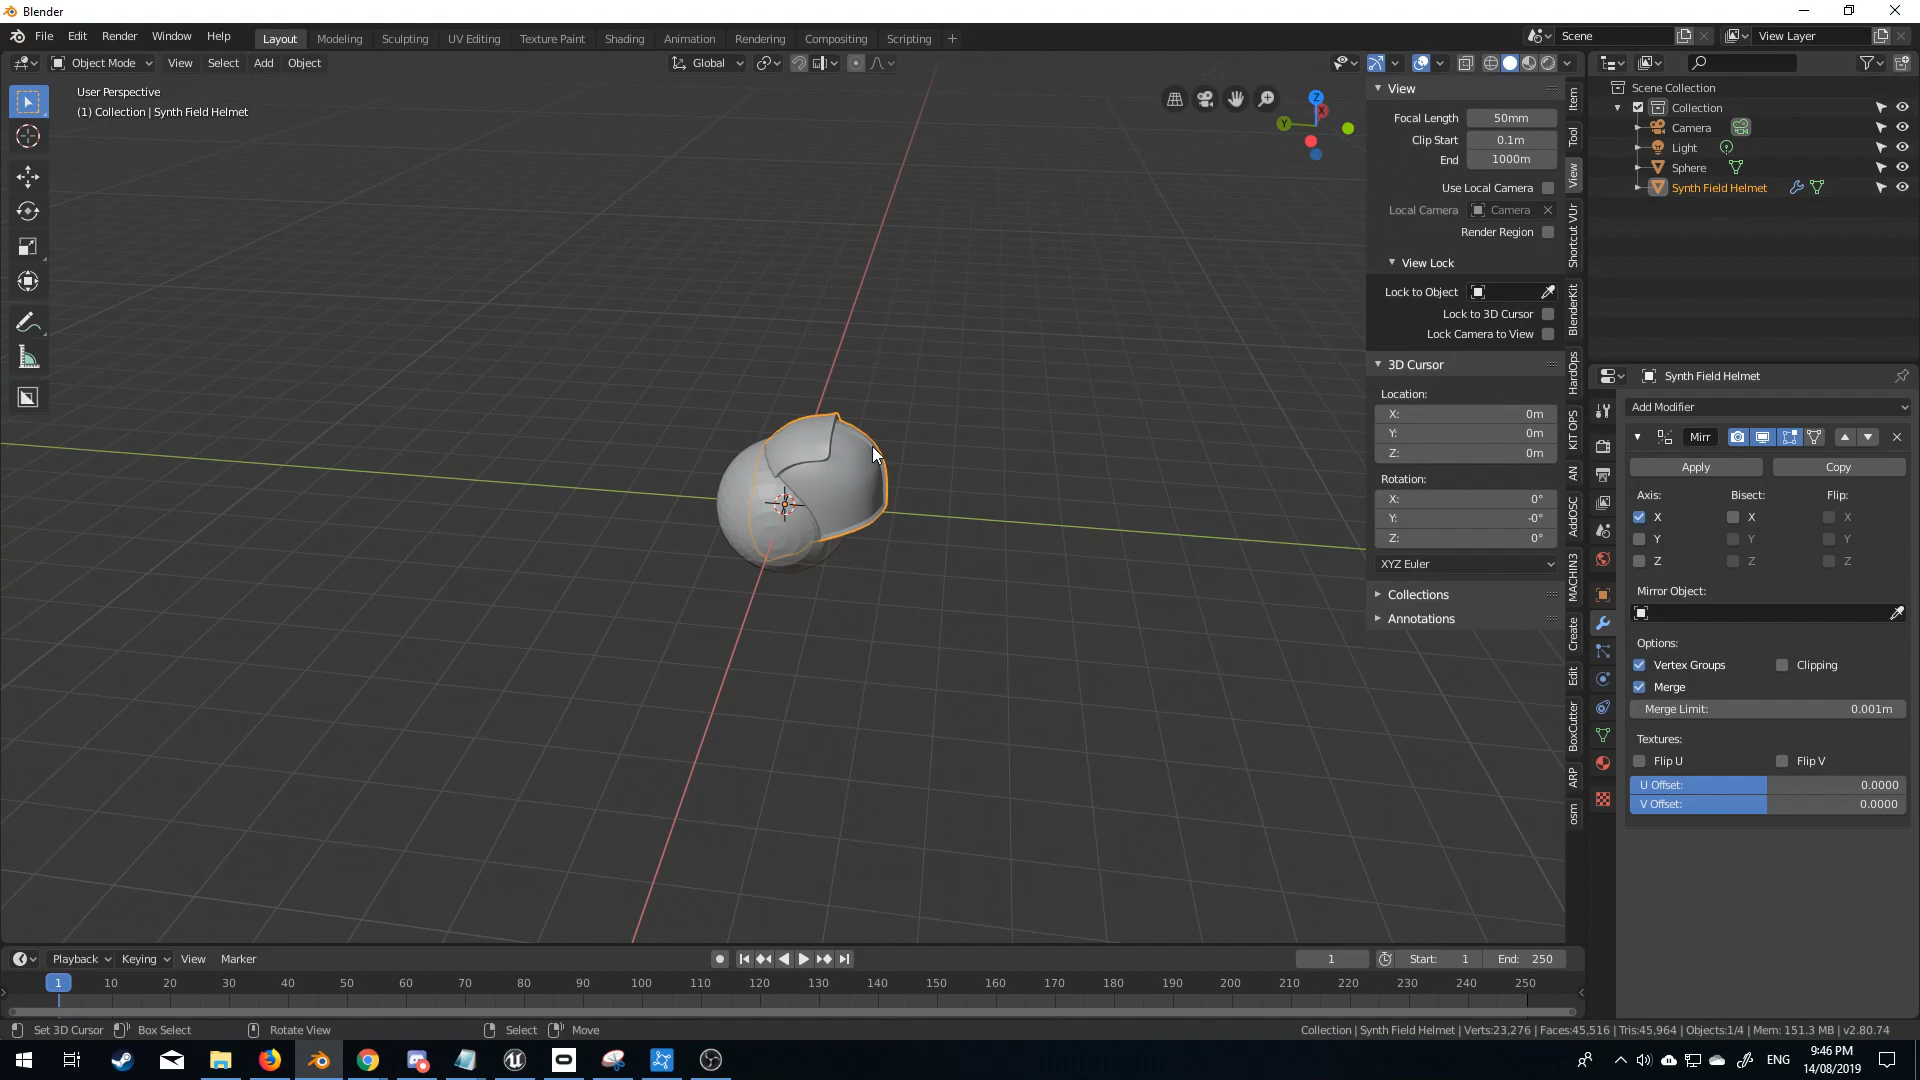 Blender
File Edit Render Window Help
Layout Modeling Sculpting UV Editing Texture Paint Shading Animation Rendering Compositing Scripting +
Scene
View Layer
Object Mode View Select Add Object
Global
User Perspective
(1) Collection | Synth Field Helmet
Z
X
Y
View
Focal Length 50mm
Clip Start 0.1m
End 1000m
Use Local Camera
Local Camera Camera
Render Region
View Lock
Lock to Object
Lock to 3D Cursor
Lock Camera to View
3D Cursor
Location:
X: 0m
Y: 0m
Z: 0m
Rotation:
X: 0°
Y: -0°
Z: 0°
XYZ Euler
Collections
Annotations
Item
Tool
View
Shortcut VUr
BlenderKit
HardOps
KIT OPS
AN
AddOSC
MACHIN3
Create
Edit
BoxCutter
ARP
osm
Scene Collection
Collection
Camera
Light
Sphere
Synth Field Helmet
Synth Field Helmet
Add Modifier
Mirr
Apply Copy
Axis: Bisect: Flip:
X X X
Y Y Y
Z Z Z
Mirror Object:
Options:
Vertex Groups Clipping
Merge
Merge Limit: 0.001m
Textures:
Flip U Flip V
U Offset: 0.0000
V Offset: 0.0000
Playback Keying View Marker
1 Start: 1 End: 250
1 10 20 30 40 50 60 70 80 90 100 110 120 130 140 150 160 170 180 190 200 210 220 230 240 250
Set 3D Cursor Box Select Rotate View Select Move
Collection | Synth Field Helmet | Verts:23,276 | Faces:45,516 | Tris:45,964 | Objects:1/4 | Mem: 151.3 MB | v2.80.74
ENG
9:46 PM
14/08/2019